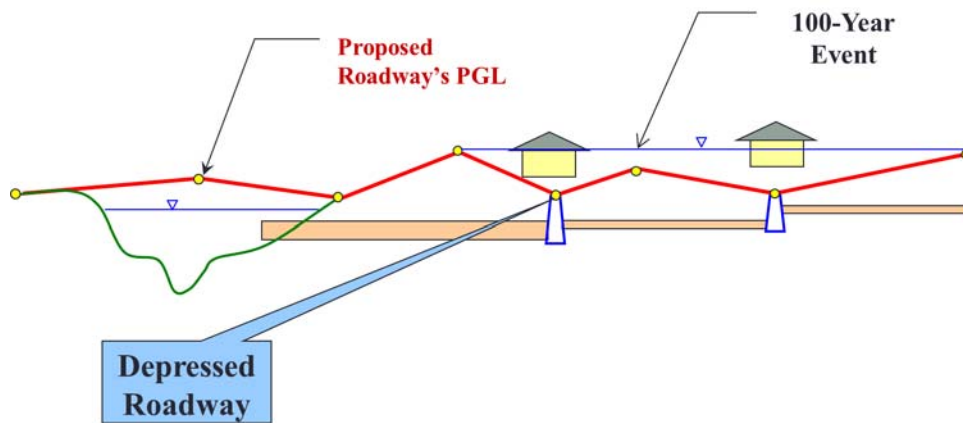 Proposed
Roadway's PGL
100-Year
Event
Depressed
Roadway